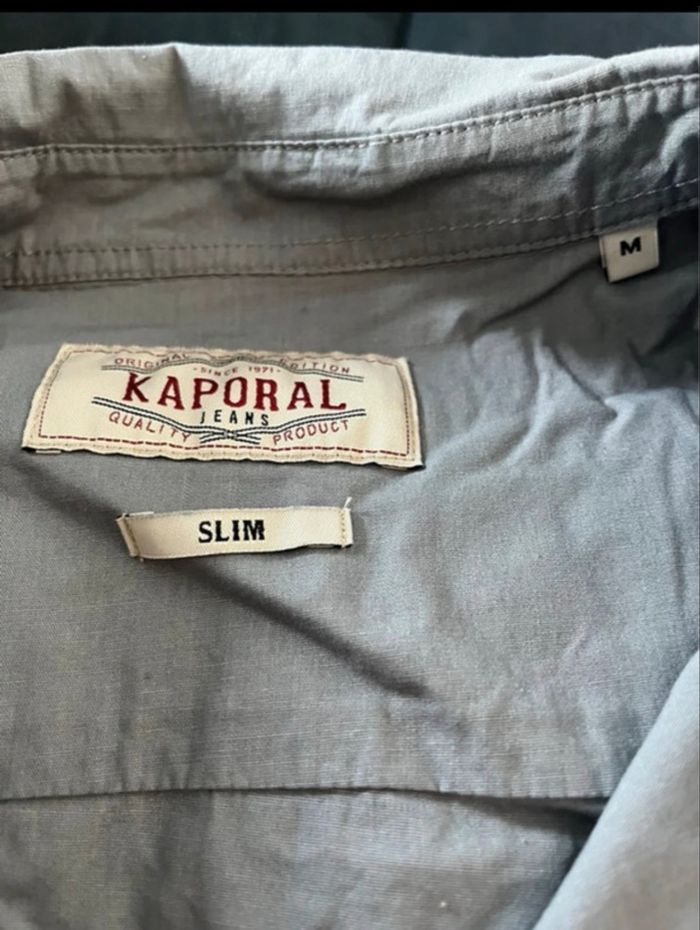 M
ORIGINAL EDITION
-SINCE 1971-
KAPORAL
JEANS
QUALITY PRODUCT
SLIM